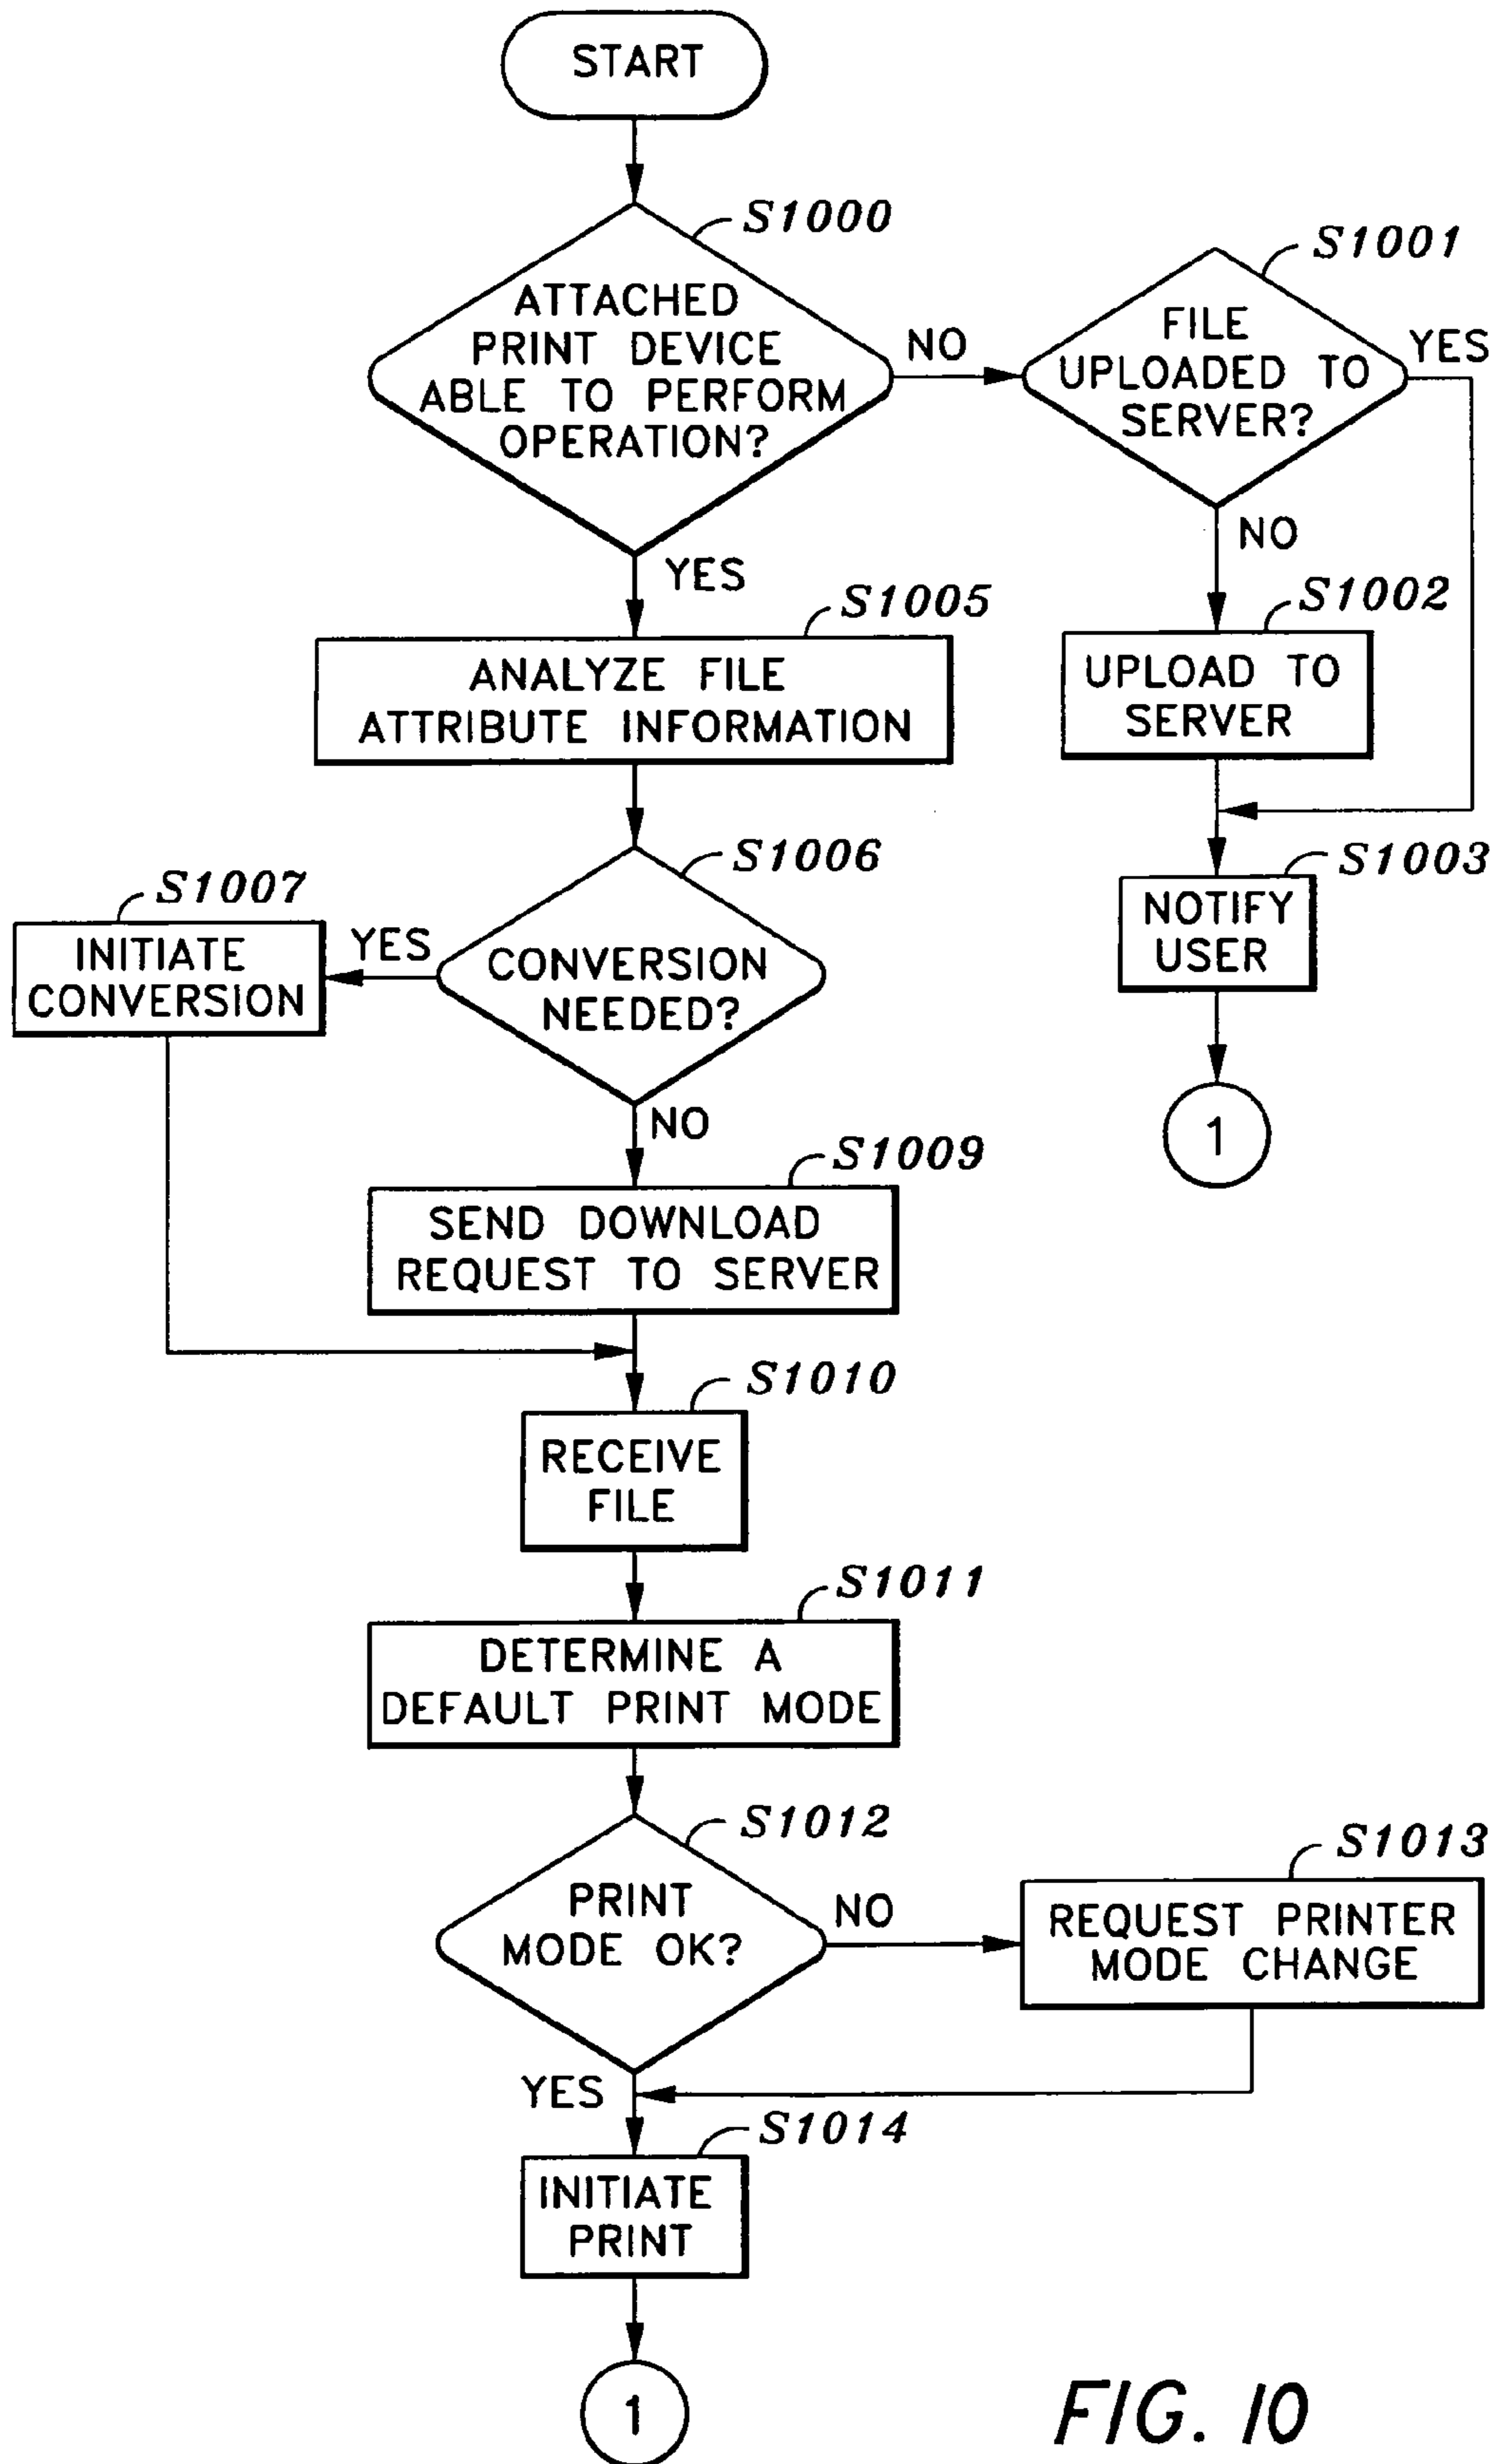 START
S1000
ATTACHED
PRINT DEVICE
ABLE TO PERFORM
OPERATION?
NO
S1001
FILE
UPLOADED TO
SERVER?
YES
NO
YES
S1002
UPLOAD TO
SERVER
S1005
ANALYZE FILE
ATTRIBUTE INFORMATION
S1003
NOTIFY
USER
1
S1006
CONVERSION
NEEDED?
YES
S1007
INITIATE
CONVERSION
NO
S1009
SEND DOWNLOAD
REQUEST TO SERVER
S1010
RECEIVE
FILE
S1011
DETERMINE A
DEFAULT PRINT MODE
S1012
PRINT
MODE OK?
NO
S1013
REQUEST PRINTER
MODE CHANGE
YES
S1014
INITIATE
PRINT
1
FIG. 10